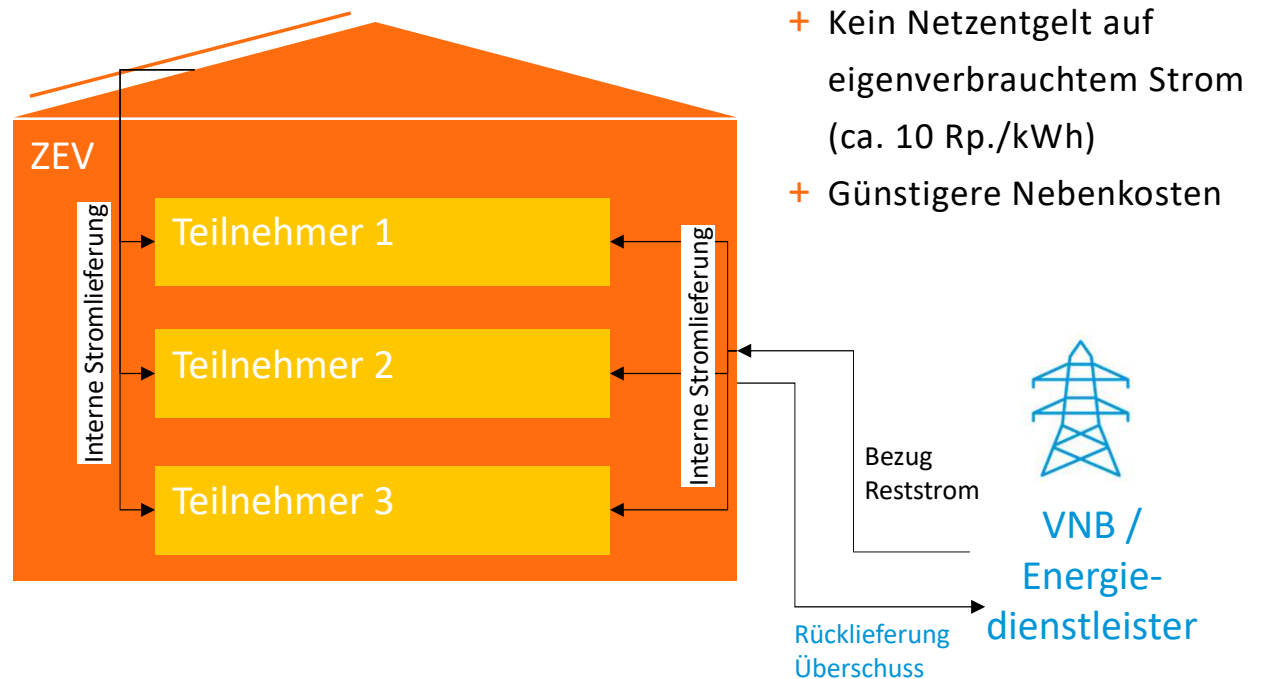 + Kein Netzentgelt auf
eigenverbrauchtem Strom
(ca. 10 Rp./kWh)
+ Günstigere Nebenkosten
ZEV
Interne Stromlieferung
Teilnehmer 1
Teilnehmer 2
Teilnehmer 3
Interne Stromlieferung
Bezug
Reststrom
VNB /
Energie-
dienstleister
Rücklieferung
Überschuss